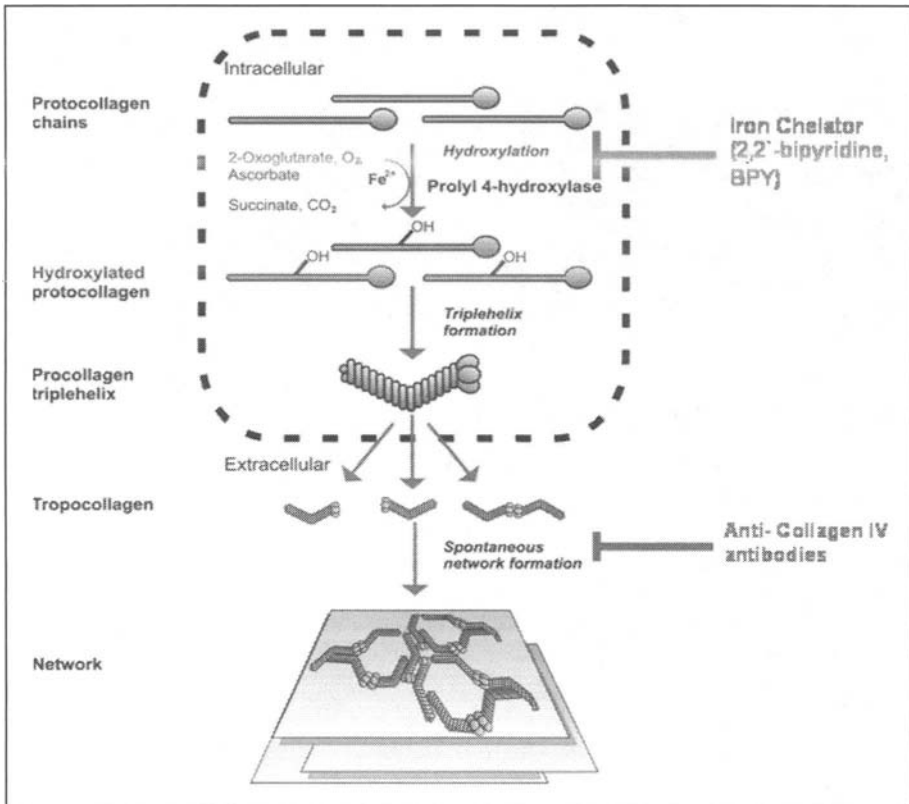 Intracellular
Protocollagen
chains
Iron Chelator
(2,2`-bipyridine,
BPY)
2-Oxoglutarate, O₂,
Ascorbate
Fe²⁺
Succinate, CO₂
Hydroxylation
Prolyl 4-hydroxylase
OH
OH
OH
Hydroxylated
protocollagen
Triplehelix
formation
Procollagen
triplehelix
Extracellular
Tropocollagen
Spontaneous
network formation
Anti- Collagen IV
antibodies
Network